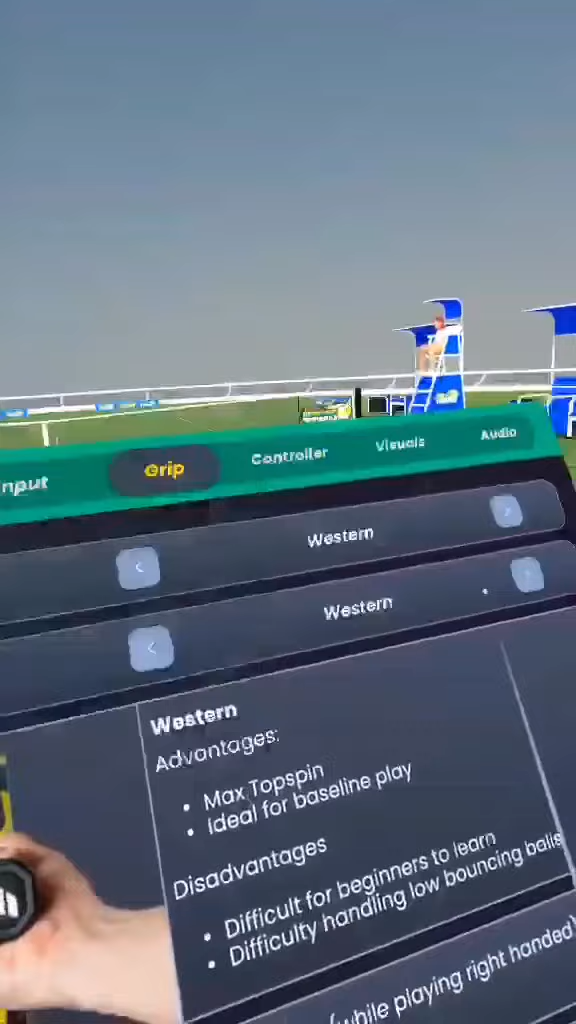 Input Grip Controller Visuals Audio
< Western >
< Western >
Western
Advantages:
• Max Topspin
• Ideal for baseline play
Disadvantages
• Difficult for beginners to learn
• Difficulty handling low bouncing balls
(while playing right handed)